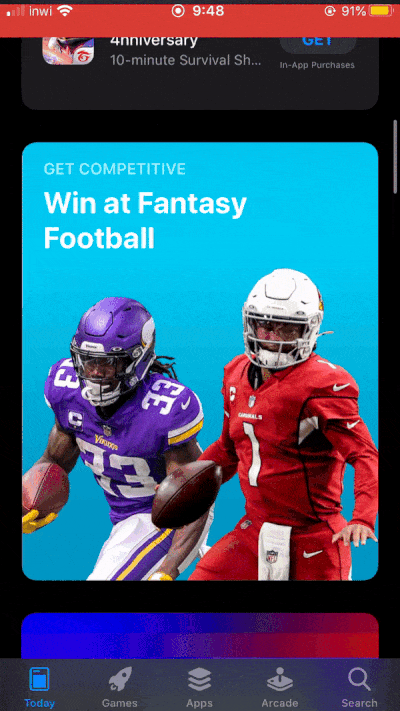 inwi 9:48 91%
4nniversary
GET
10-minute Survival Sh...
In-App Purchases
GET COMPETITIVE
Win at Fantasy
Football
33
33
C
Vikings
33
C
CARDINALS
1
Today Games Apps Arcade Search